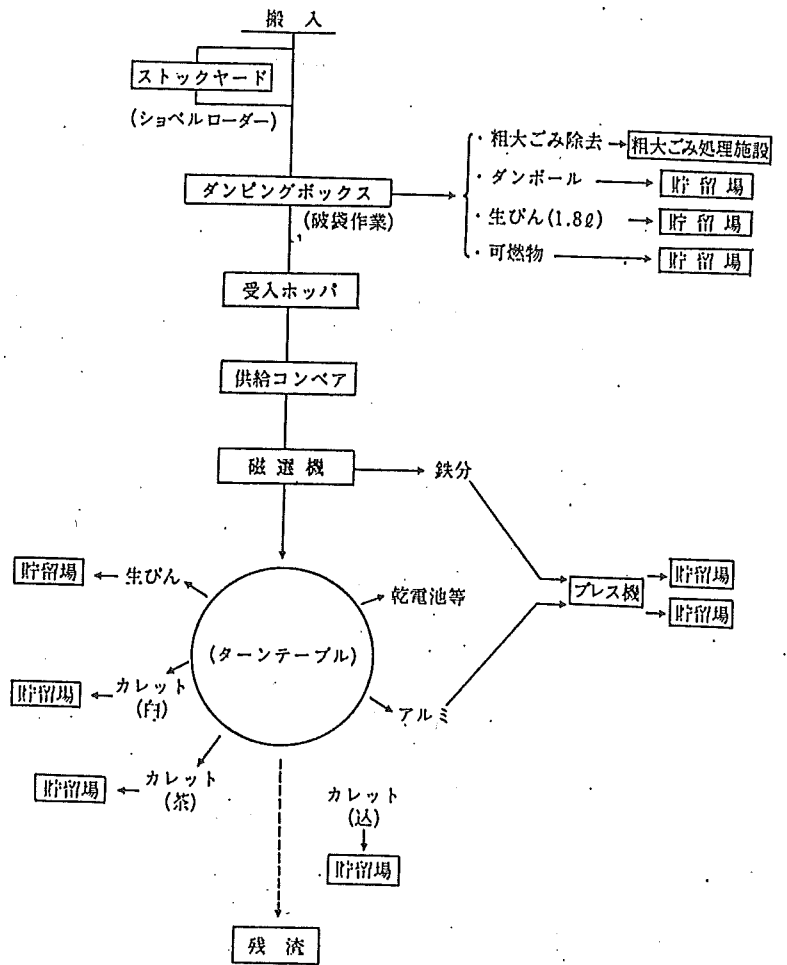 搬 入
ストックヤード
(ショベルローダー)
ダンピングボックス
(破袋作業)
・粗大ごみ除去
粗大ごみ処理施設
・ダンボール
貯留場
・生びん(1.8ℓ)
貯留場
・可燃物
貯留場
受入ホッパ
供給コンベア
磁選機
鉄分
プレス機
貯留場
貯留場
生びん
貯留場
乾電池等
(ターンテーブル)
カレット
(白)
貯留場
アルミ
カレット
(茶)
貯留場
カレット
(込)
貯留場
残渣